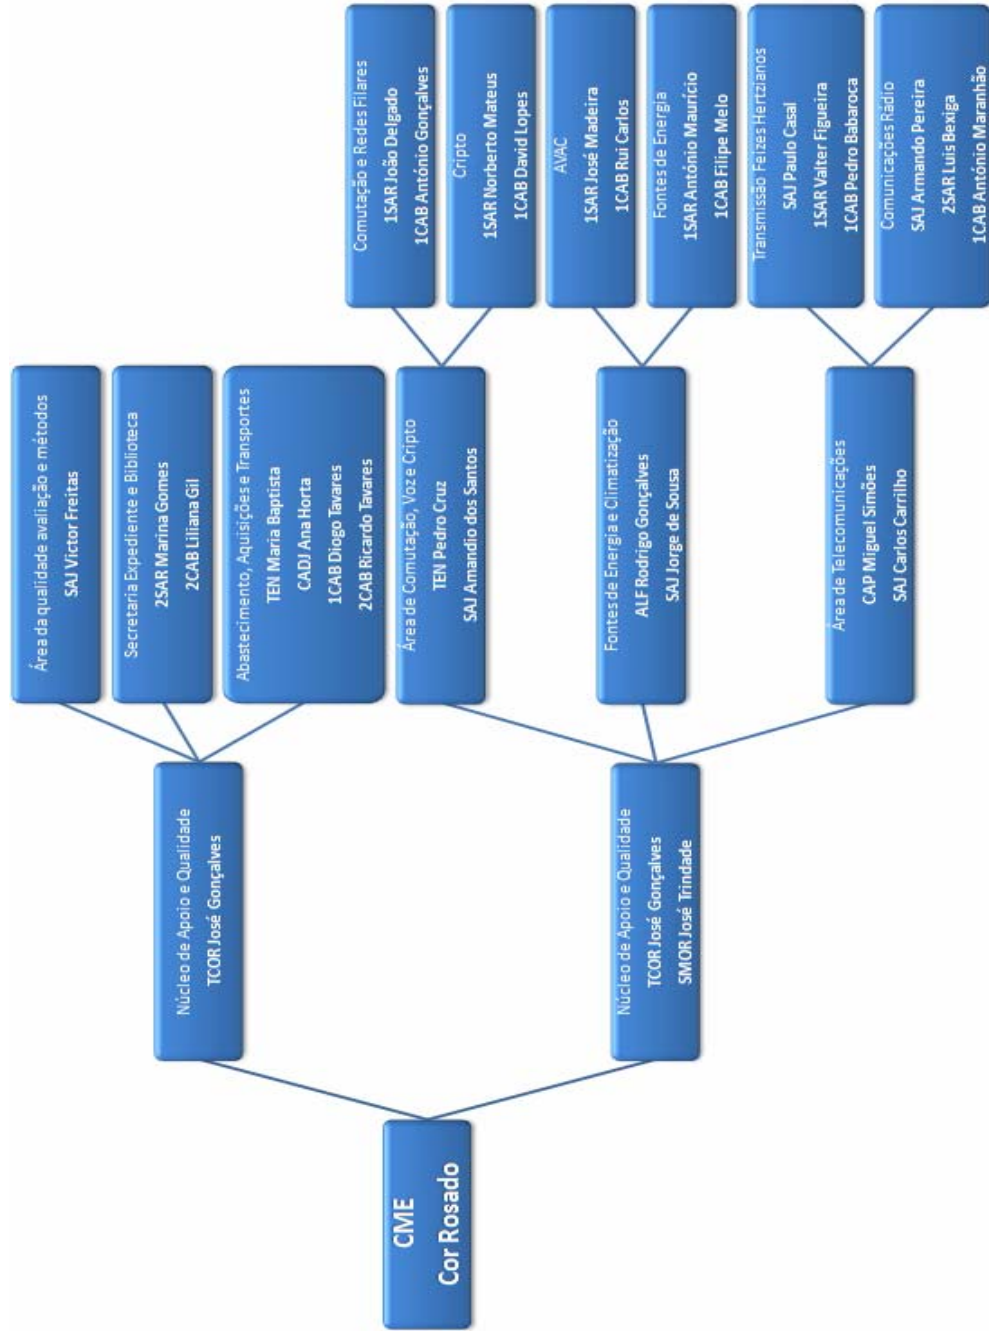 CME
Cor Rosado
Núcleo de Apoio e Qualidade
TCOR José Gonçalves
Núcleo de Apoio e Qualidade
TCOR José Gonçalves
SMOR José Trindade
Área da qualidade avaliação e métodos
SAJ Victor Freitas
Secretaria Expediente e Biblioteca
2SAR Marina Gomes
2CAB Liliana Gil
Abastecimento, Aquisições e Transportes
TEN Maria Baptista
CADJ Ana Horta
1CAB Diogo Tavares
2CAB Ricardo Tavares
Área de Comutação, Voz e Cripto
TEN Pedro Cruz
SAJ Amandio dos Santos
Fontes de Energia e Climatização
ALF Rodrigo Gonçalves
SAJ Jorge de Sousa
Área de Telecomunicações
CAP Miguel Simões
SAJ Carlos Carrilho
Comutação e Redes Filares
1SAR João Delgado
1CAB António Gonçalves
Cripto
1SAR Norberto Mateus
1CAB David Lopes
AVAC
1SAR José Madeira
1CAB Rui Carlos
Fontes de Energia
1SAR António Maurício
1CAB Filipe Melo
Transmissão Feizes Hertzianos
SAJ Paulo Casal
1SAR Valter Figueira
1CAB Pedro Babaroca
Comunicações Rádio
SAJ Armando Pereira
2SAR Luis Bexiga
1CAB António Maranhão